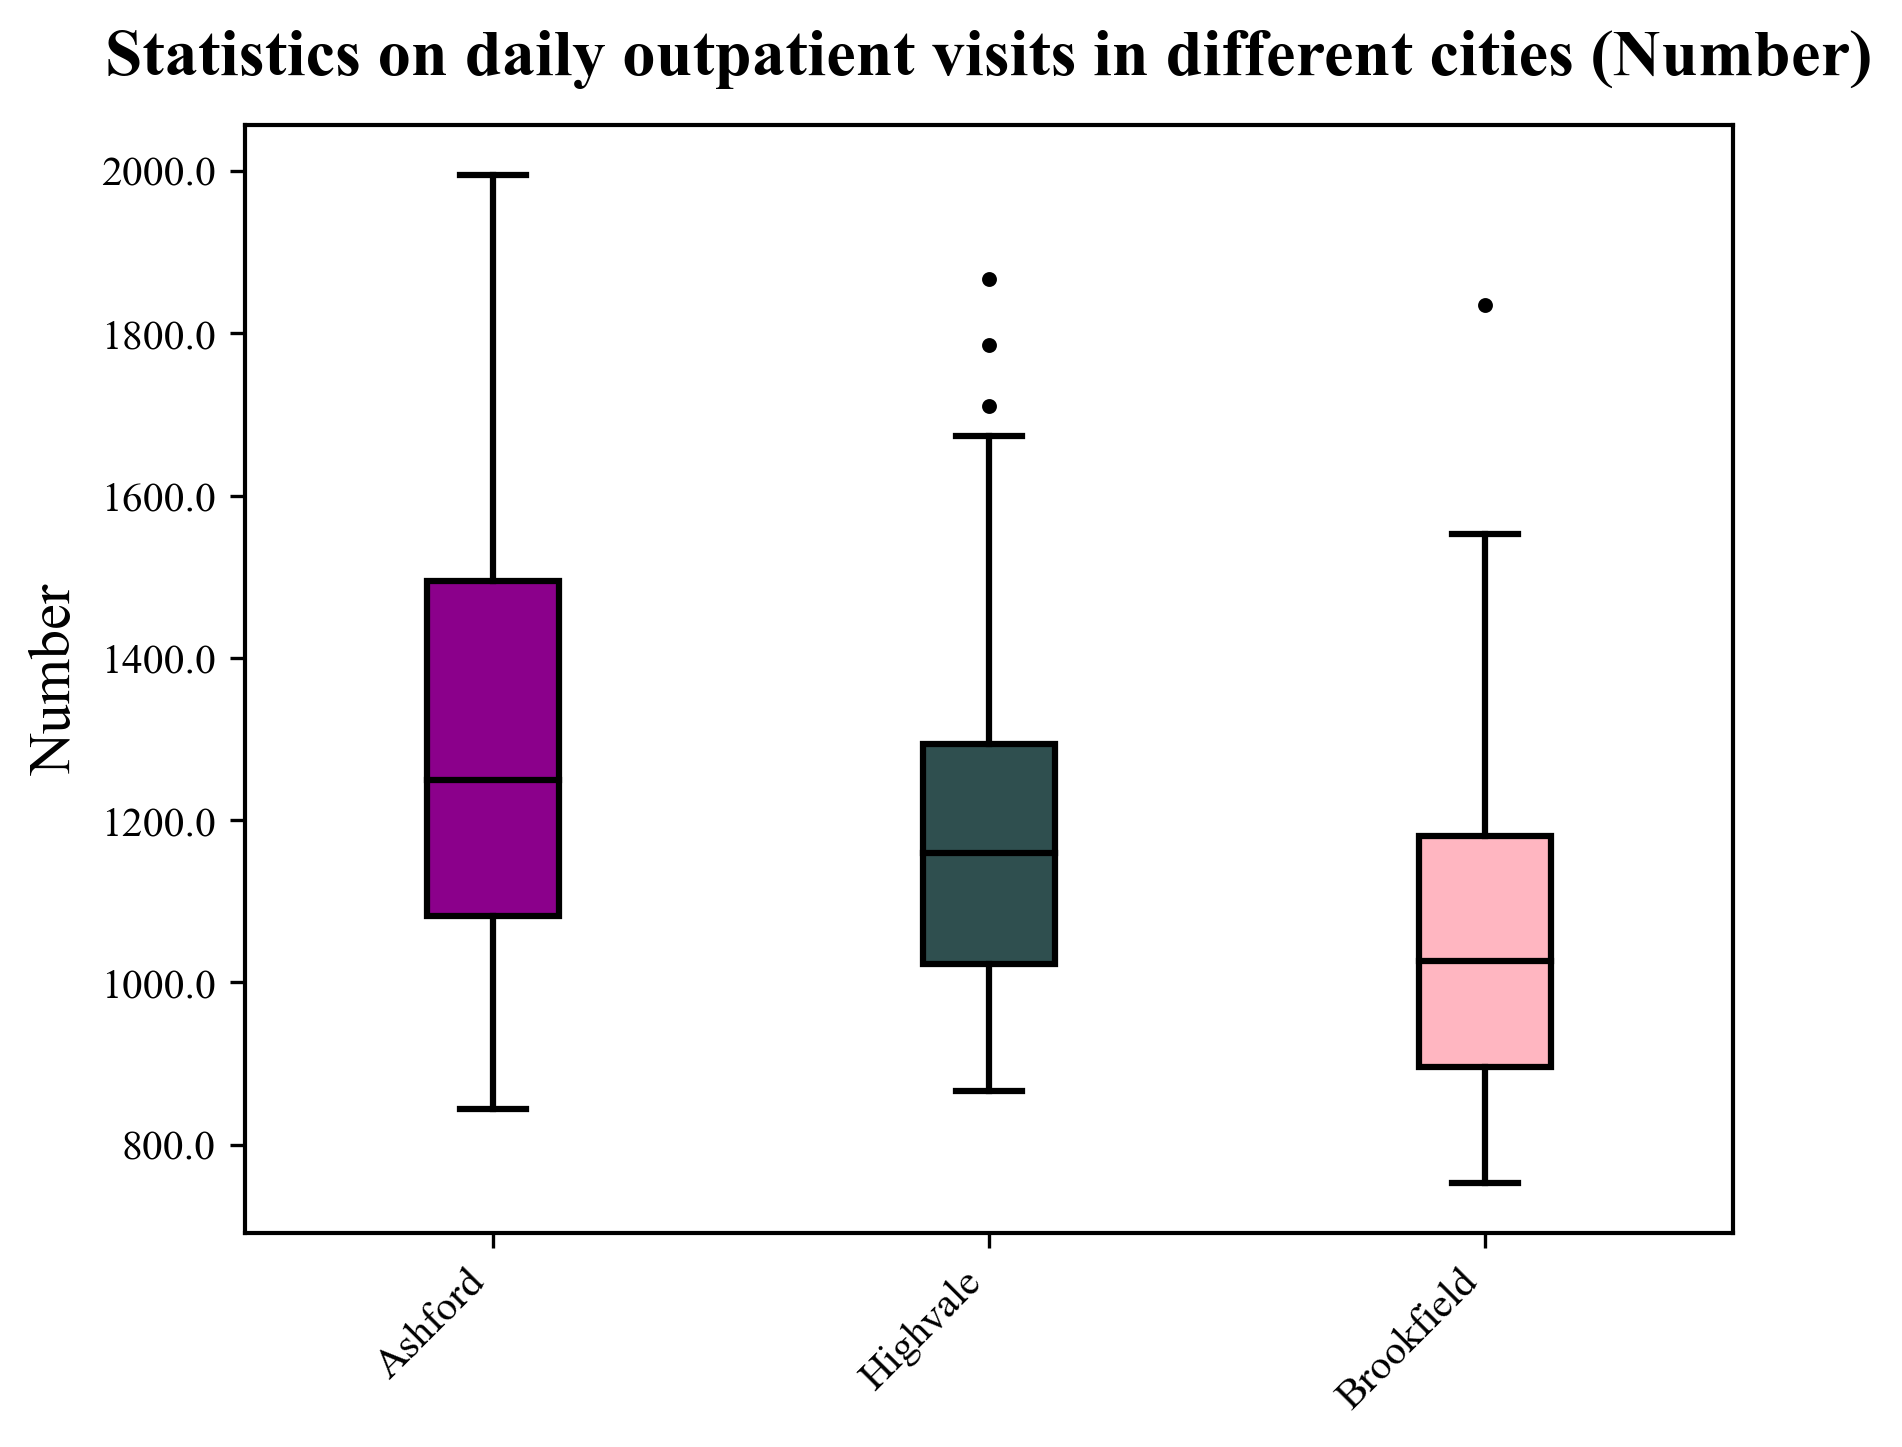 Statistics on daily outpatient visits in different cities (Number)
Number
2000.0
1800.0
1600.0
1400.0
1200.0
1000.0
800.0
Ashford
Highvale
Brookfield